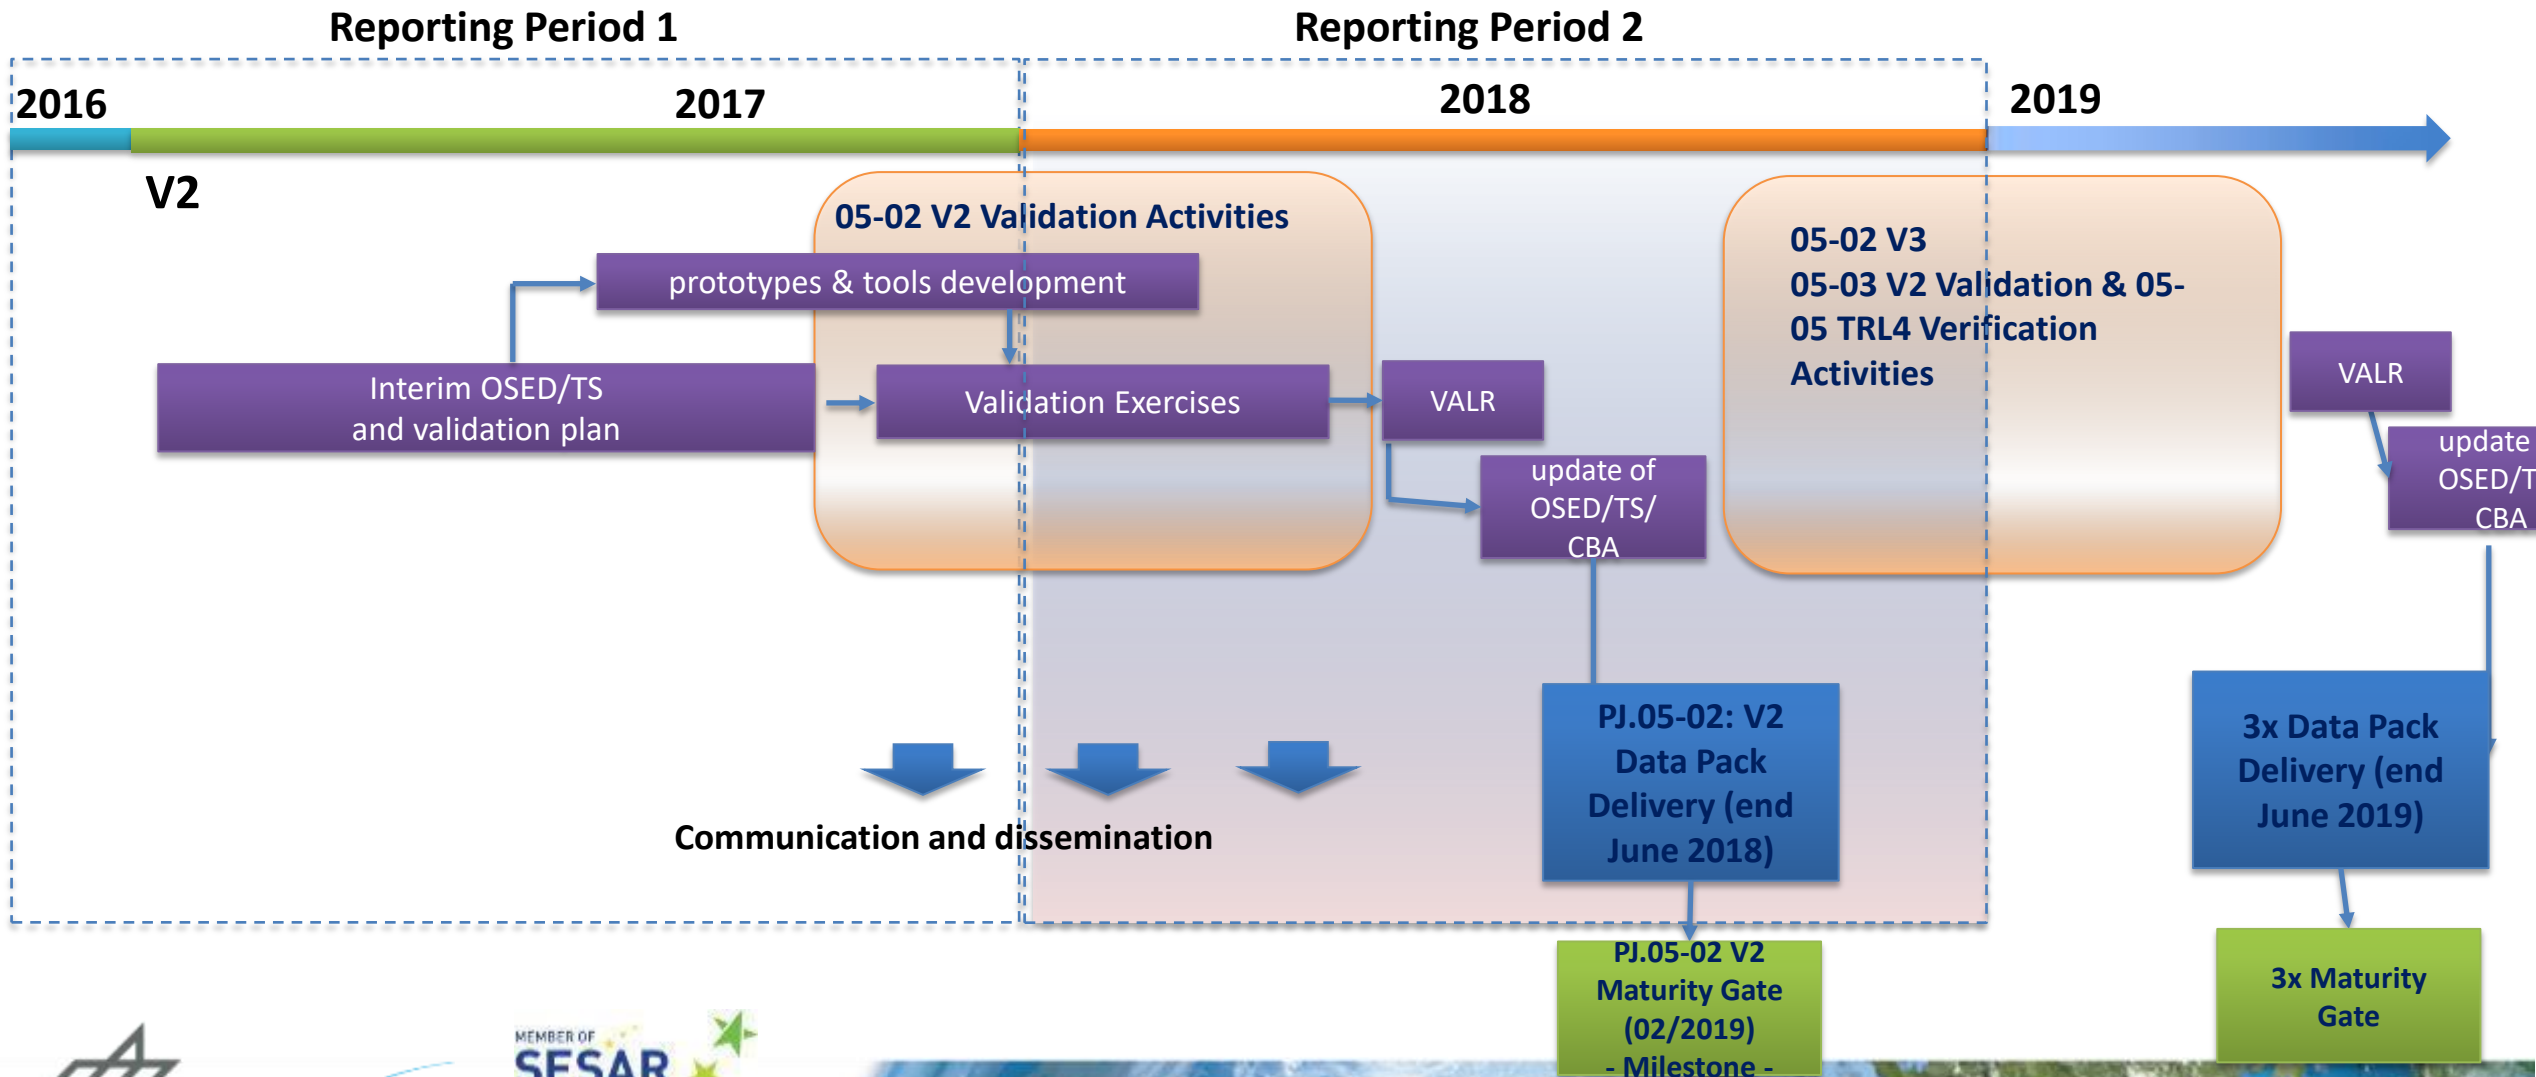 Reporting Period 1
Reporting Period 2
2016
2017
2018
2019
V2
05-02 V2 Validation Activities
prototypes & tools development
Interim OSED/TS
and validation plan
Validation Exercises
VALR
update of
OSED/TS/
CBA
05-02 V3
05-03 V2 Validation & 05-
05 TRL4 Verification
Activities
VALR
update
OSED/T
CBA
Communication and dissemination
PJ.05-02: V2
Data Pack
Delivery (end
June 2018)
3x Data Pack
Delivery (end
June 2019)
PJ.05-02 V2
Maturity Gate
(02/2019)
- Milestone -
3x Maturity
Gate
MEMBER OF
SESAR